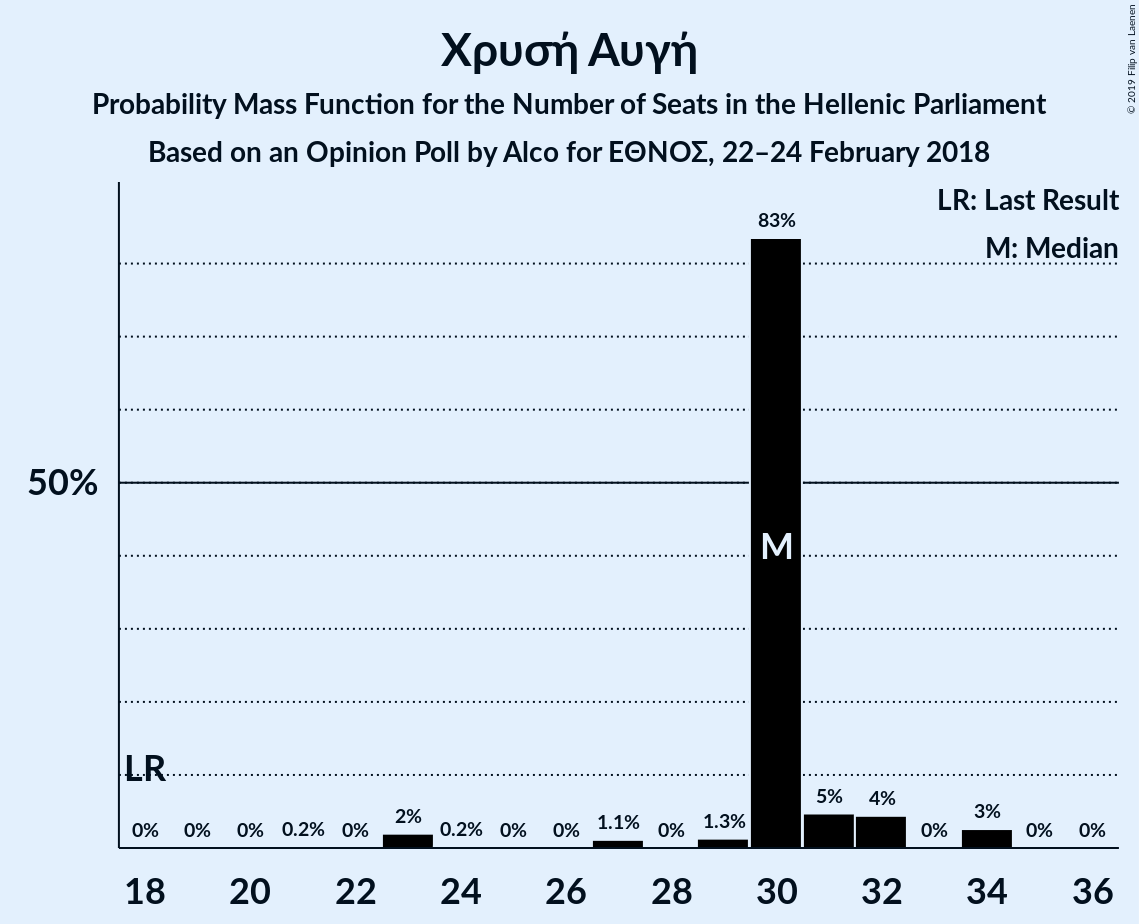 Χρυσή Αυγή
Probability Mass Function for the Number of Seats in the Hellenic Parliament
Based on an Opinion Poll by Alco for ΕΘΝΟΣ, 22–24 February 2018
© 2019 Filip van Laenen
LR: Last Result
M: Median
83%
50%
M
LR
0% 0% 0% 0.2% 0% 2% 0.2% 0% 0% 1.1% 0% 1.3% 5% 4% 0% 3% 0% 0%
18 20 22 24 26 28 30 32 34 36